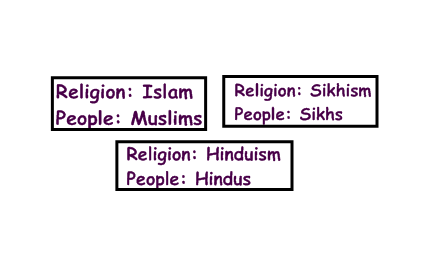 Religion: Islam
People: Muslims
Religion: Sikhism
People: Sikhs
Religion: Hinduism
People: Hindus